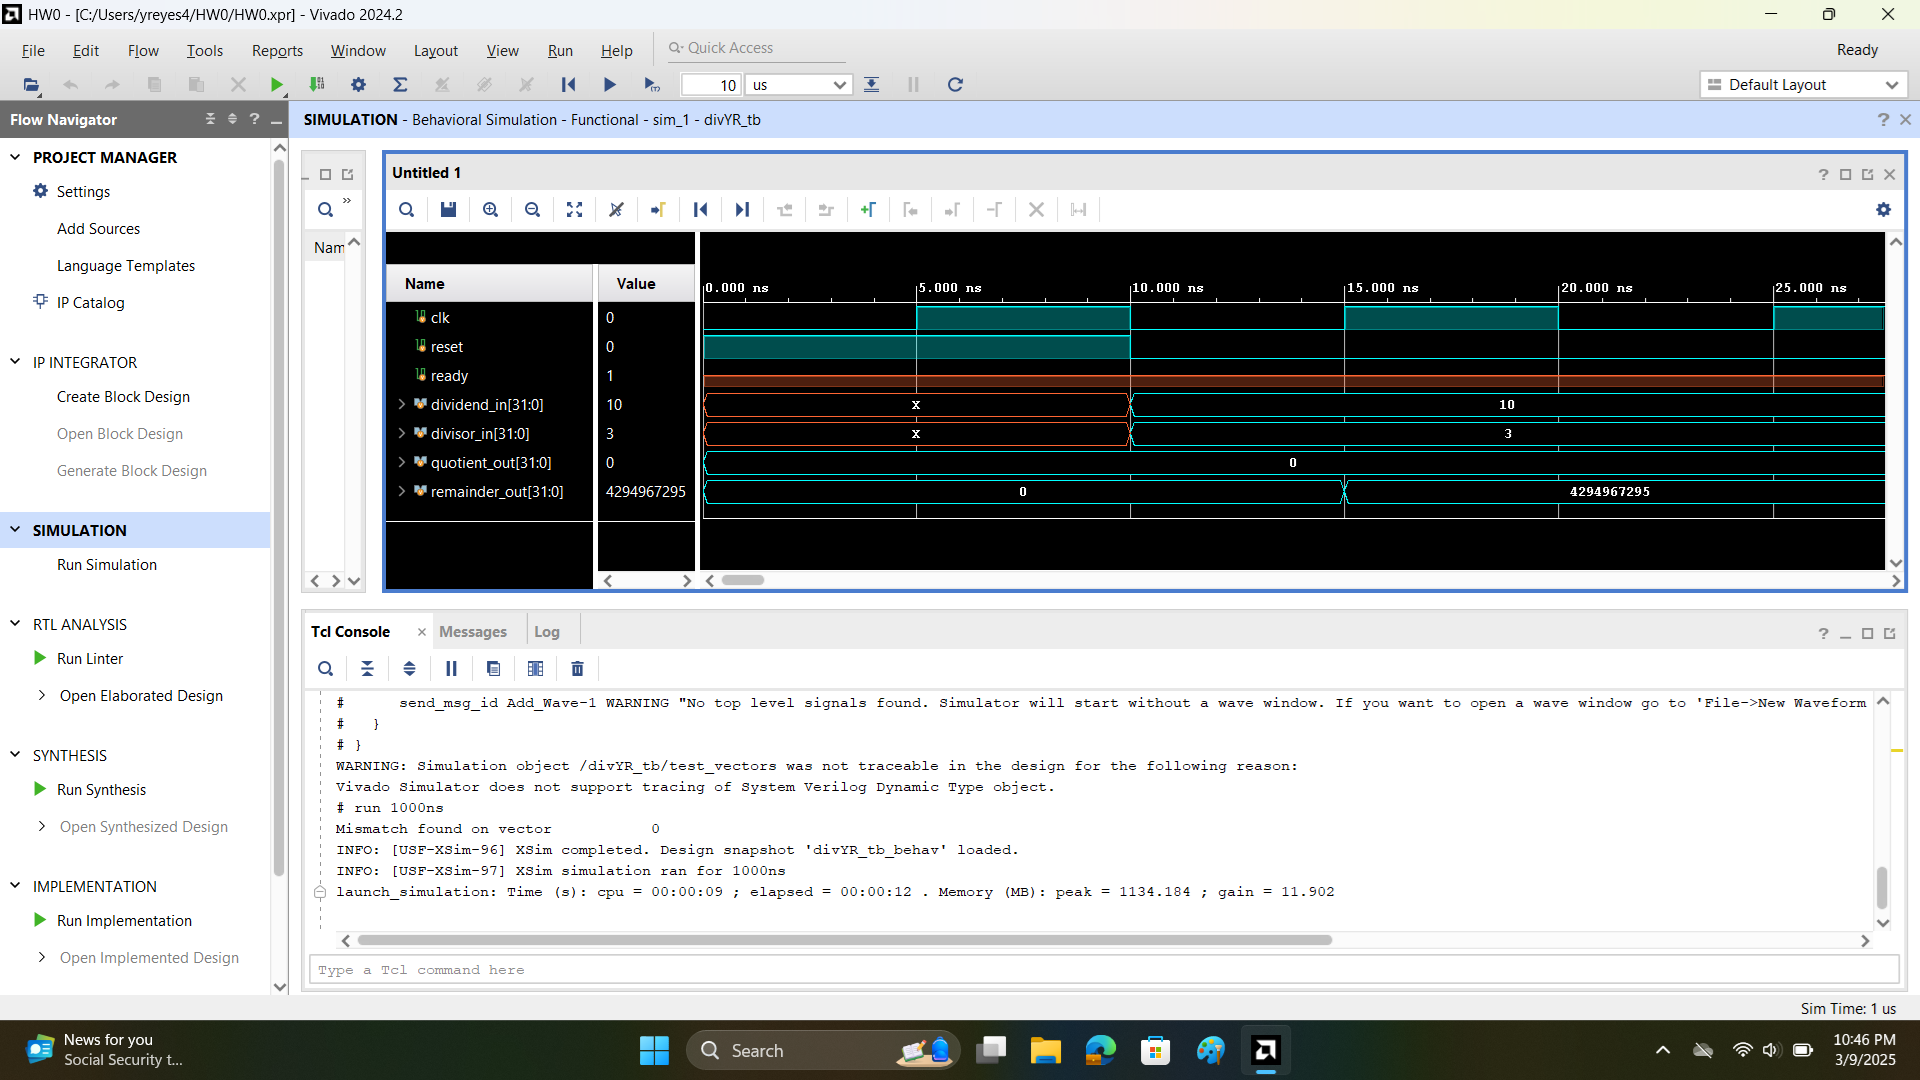 HW0 - [C:/Users/yreyes4/HW0/HW0.xpr] - Vivado 2024.2
File Edit Flow Tools Reports Window Layout View Run Help Quick Access Ready
10 us Default Layout
Flow Navigator
PROJECT MANAGER
Settings
Add Sources
Language Templates
IP Catalog
IP INTEGRATOR
Create Block Design
Open Block Design
Generate Block Design
SIMULATION
Run Simulation
RTL ANALYSIS
Run Linter
Open Elaborated Design
SYNTHESIS
Run Synthesis
Open Synthesized Design
IMPLEMENTATION
Run Implementation
Open Implemented Design
SIMULATION - Behavioral Simulation - Functional - sim_1 - divYR_tb
Nam
Untitled 1
Name Value
0.000 ns 5.000 ns 10.000 ns 15.000 ns 20.000 ns 25.000 ns
clk 0
reset 0
ready 1
dividend_in[31:0] 10 X 10
divisor_in[31:0] 3 X 3
quotient_out[31:0] 0 0
remainder_out[31:0] 4294967295 0 4294967295
Tcl Console Messages Log
# send_msg_id Add_Wave-1 WARNING "No top level signals found. Simulator will start without a wave window. If you want to open a wave window go to 'File->New Waveform
# }
# }
WARNING: Simulation object /divYR_tb/test_vectors was not traceable in the design for the following reason:
Vivado Simulator does not support tracing of System Verilog Dynamic Type object.
# run 1000ns
Mismatch found on vector 0
INFO: [USF-XSim-96] XSim completed. Design snapshot 'divYR_tb_behav' loaded.
INFO: [USF-XSim-97] XSim simulation ran for 1000ns
launch_simulation: Time (s): cpu = 00:00:09 ; elapsed = 00:00:12 . Memory (MB): peak = 1134.184 ; gain = 11.902
Type a Tcl command here
Sim Time: 1 us
News for you
Social Security t...
Search
10:46 PM
3/9/2025